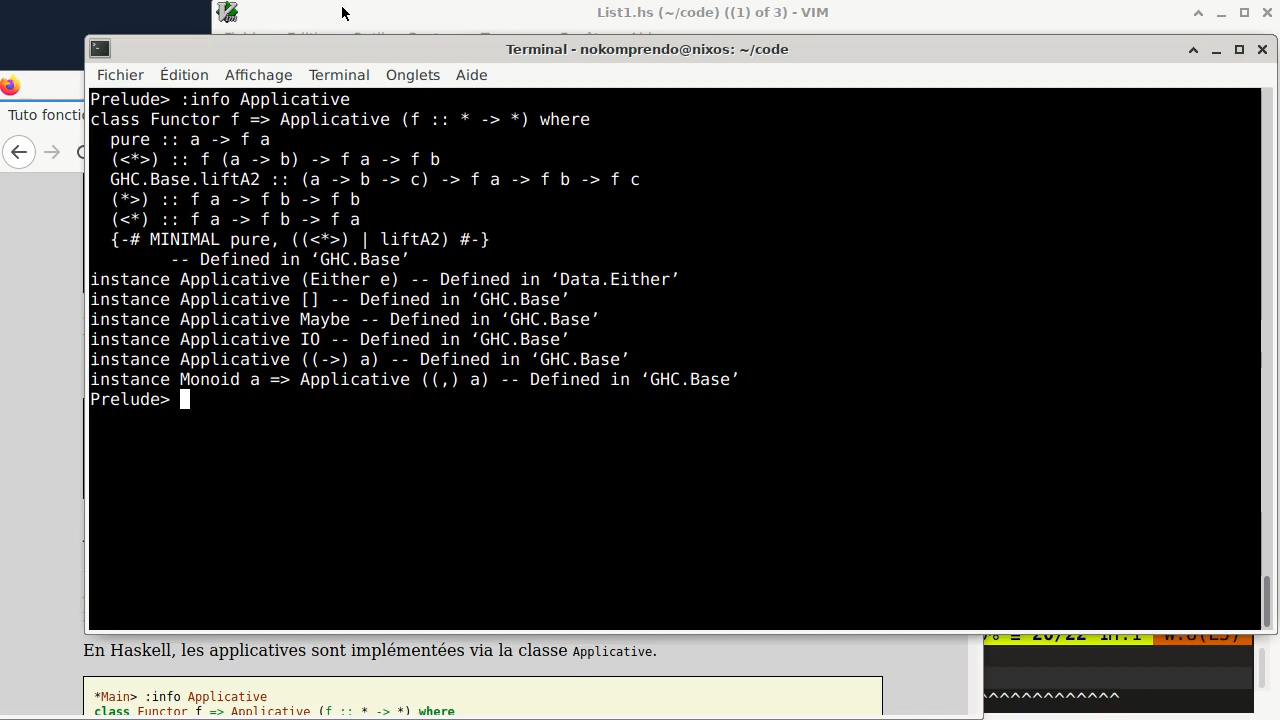 List1.hs (~/code) ((1) of 3) - VIM
Terminal - nokomprendo@nixos: ~/code
Fichier Édition Affichage Terminal Onglets Aide
Tuto foncti
Prelude> :info Applicative
class Functor f => Applicative (f :: * -> *) where
  pure :: a -> f a
  (<*>) :: f (a -> b) -> f a -> f b
  GHC.Base.liftA2 :: (a -> b -> c) -> f a -> f b -> f c
  (*>) :: f a -> f b -> f b
  (<*) :: f a -> f b -> f a
  {-# MINIMAL pure, ((<*>) | liftA2) #-}
        -- Defined in ‘GHC.Base’
instance Applicative (Either e) -- Defined in ‘Data.Either’
instance Applicative [] -- Defined in ‘GHC.Base’
instance Applicative Maybe -- Defined in ‘GHC.Base’
instance Applicative IO -- Defined in ‘GHC.Base’
instance Applicative ((->) a) -- Defined in ‘GHC.Base’
instance Monoid a => Applicative ((,) a) -- Defined in ‘GHC.Base’
Prelude>
En Haskell, les applicatives sont implémentées via la classe Applicative.
*Main> :info Applicative
class Functor f => Applicative (f :: * -> *) where
^^^^^^^^^^^^^